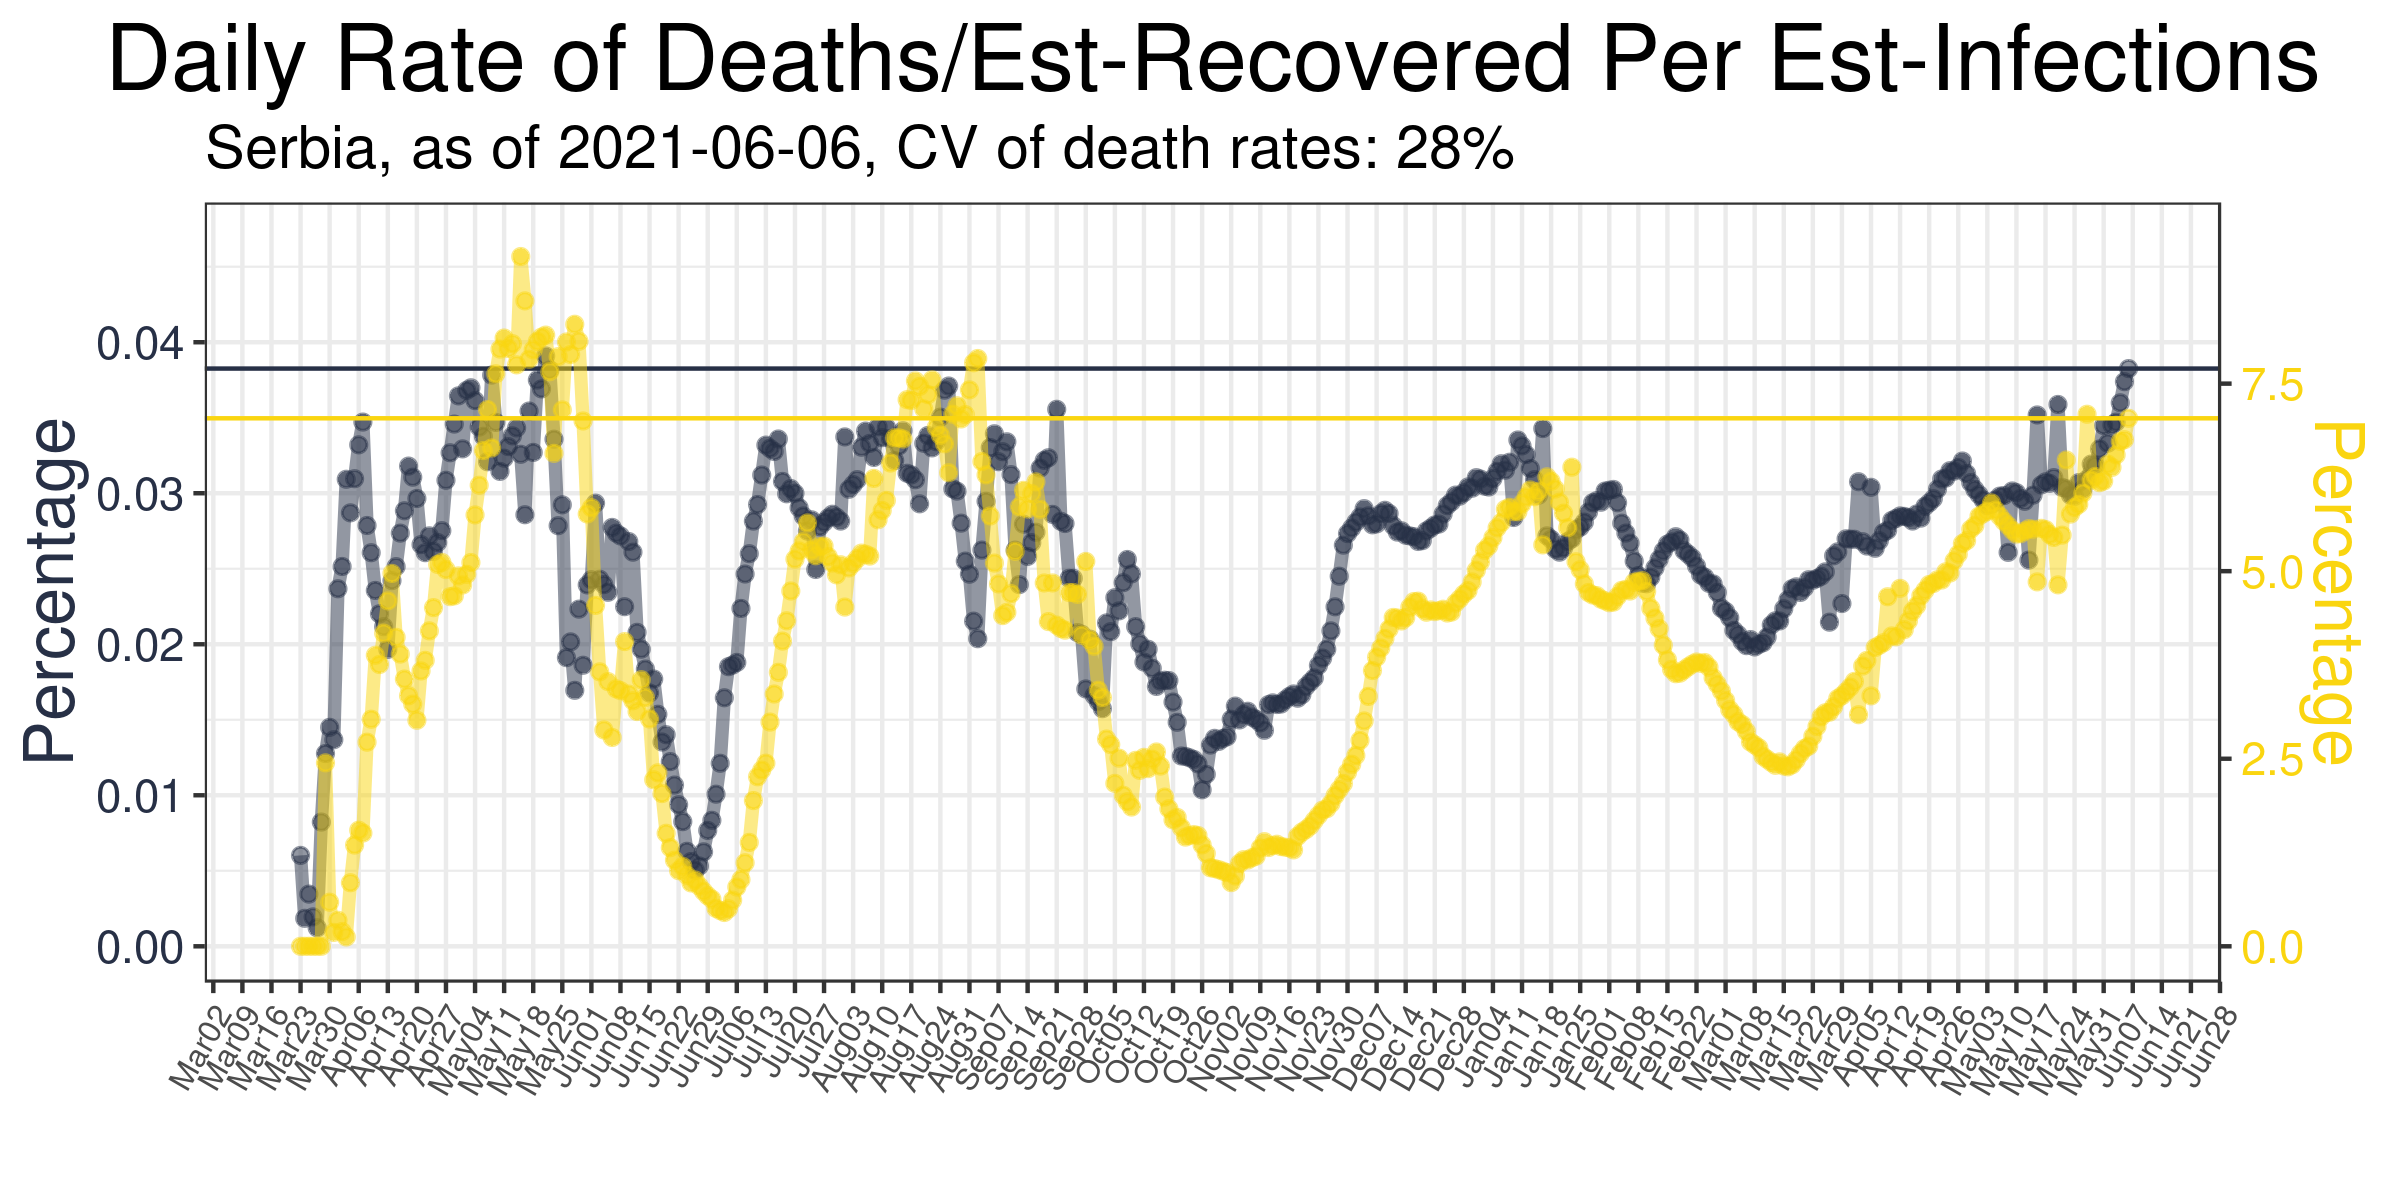 Daily Rate of Deaths/Est-Recovered Per Est-Infections
Serbia, as of 2021-06-06, CV of death rates: 28%
Percentage
0.04
0.03
0.02
0.01
0.00
7.5
5.0
2.5
0.0
Percentage
Mar02
Mar09
Mar16
Mar23
Mar30
Apr06
Apr13
Apr20
Apr27
May04
May11
May18
May25
Jun01
Jun08
Jun15
Jun22
Jun29
Jul06
Jul13
Jul20
Jul27
Aug03
Aug10
Aug17
Aug24
Aug31
Sep07
Sep14
Sep21
Sep28
Oct05
Oct12
Oct19
Oct26
Nov02
Nov09
Nov16
Nov23
Nov30
Dec07
Dec14
Dec21
Dec28
Jan04
Jan11
Jan18
Jan25
Feb01
Feb08
Feb15
Feb22
Mar01
Mar08
Mar15
Mar22
Mar29
Apr05
Apr12
Apr19
Apr26
May03
May10
May17
May24
May31
Jun07
Jun14
Jun21
Jun28